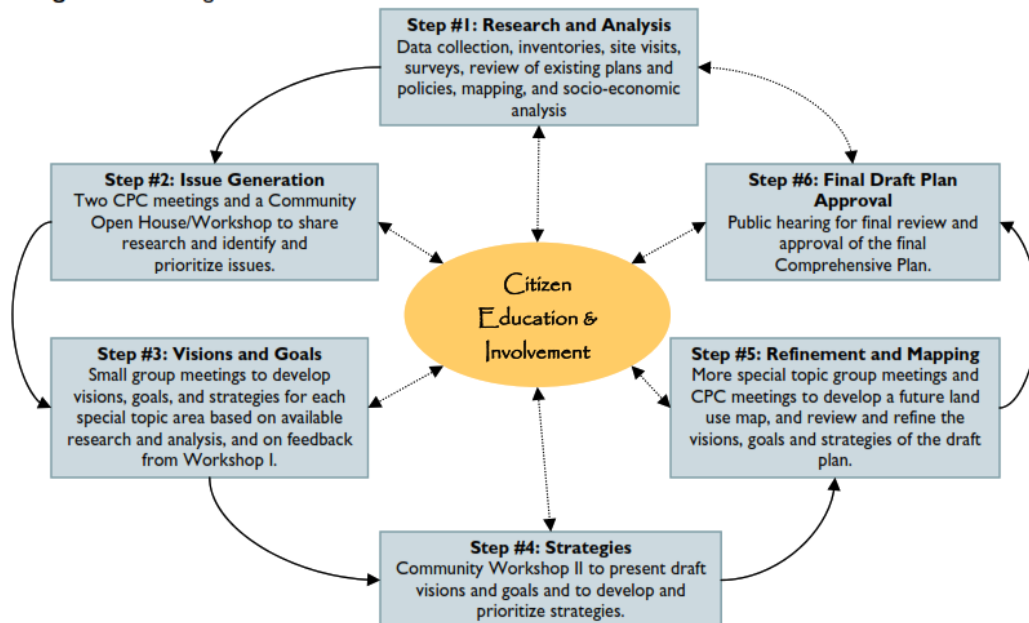 Step #1: Research and Analysis
Data collection, inventories, site visits,
surveys, review of existing plans and
policies, mapping, and socio-economic
analysis
Step #2: Issue Generation
Two CPC meetings and a Community
Open House/Workshop to share
research and identify and
prioritize issues.
Step #6: Final Draft Plan
Approval
Public hearing for final review and
approval of the final
Comprehensive Plan.
Citizen
Education &
Involvement
Step #3: Visions and Goals
Small group meetings to develop
visions, goals, and strategies for each
special topic area based on available
research and analysis, and on feedback
from Workshop I.
Step #5: Refinement and Mapping
More special topic group meetings and
CPC meetings to develop a future land
use map, and review and refine the
visions, goals and strategies of the draft
plan.
Step #4: Strategies
Community Workshop II to present draft
visions and goals and to develop and
prioritize strategies.